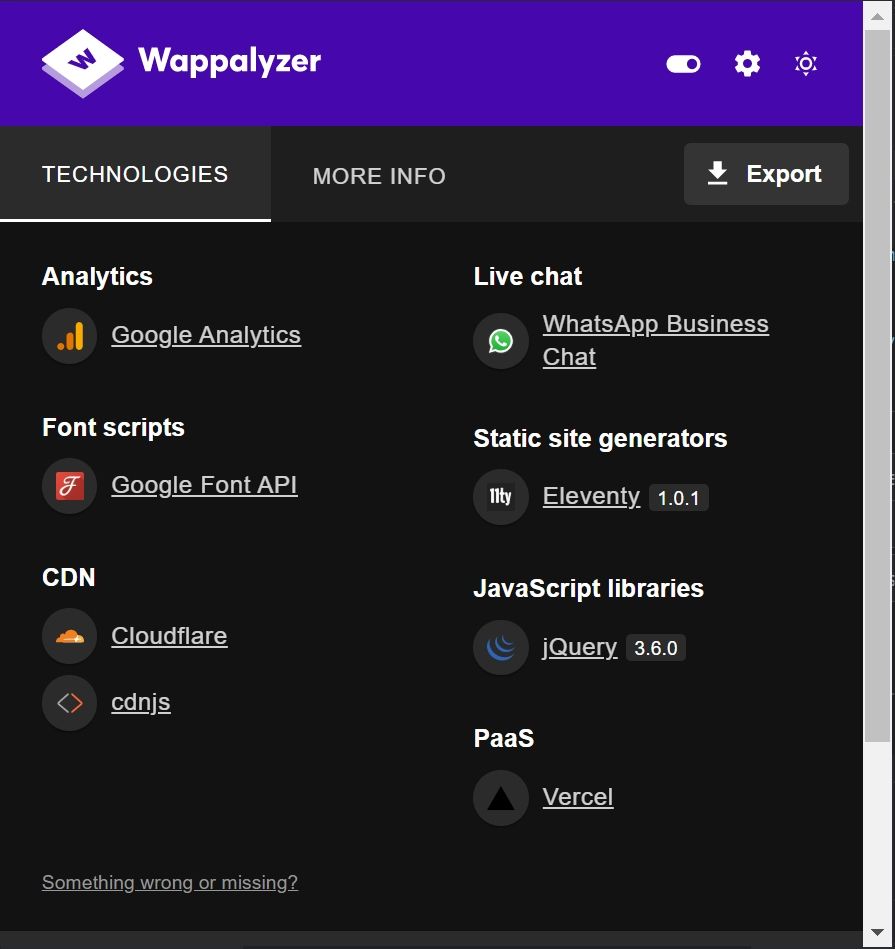 Wappalyzer
TECHNOLOGIES
MORE INFO
Export
Analytics
Google Analytics
Font scripts
Google Font API
CDN
Cloudflare
cdnjs
Live chat
WhatsApp Business
Chat
Static site generators
11ty
Eleventy 1.0.1
JavaScript libraries
jQuery 3.6.0
PaaS
Vercel
Something wrong or missing?